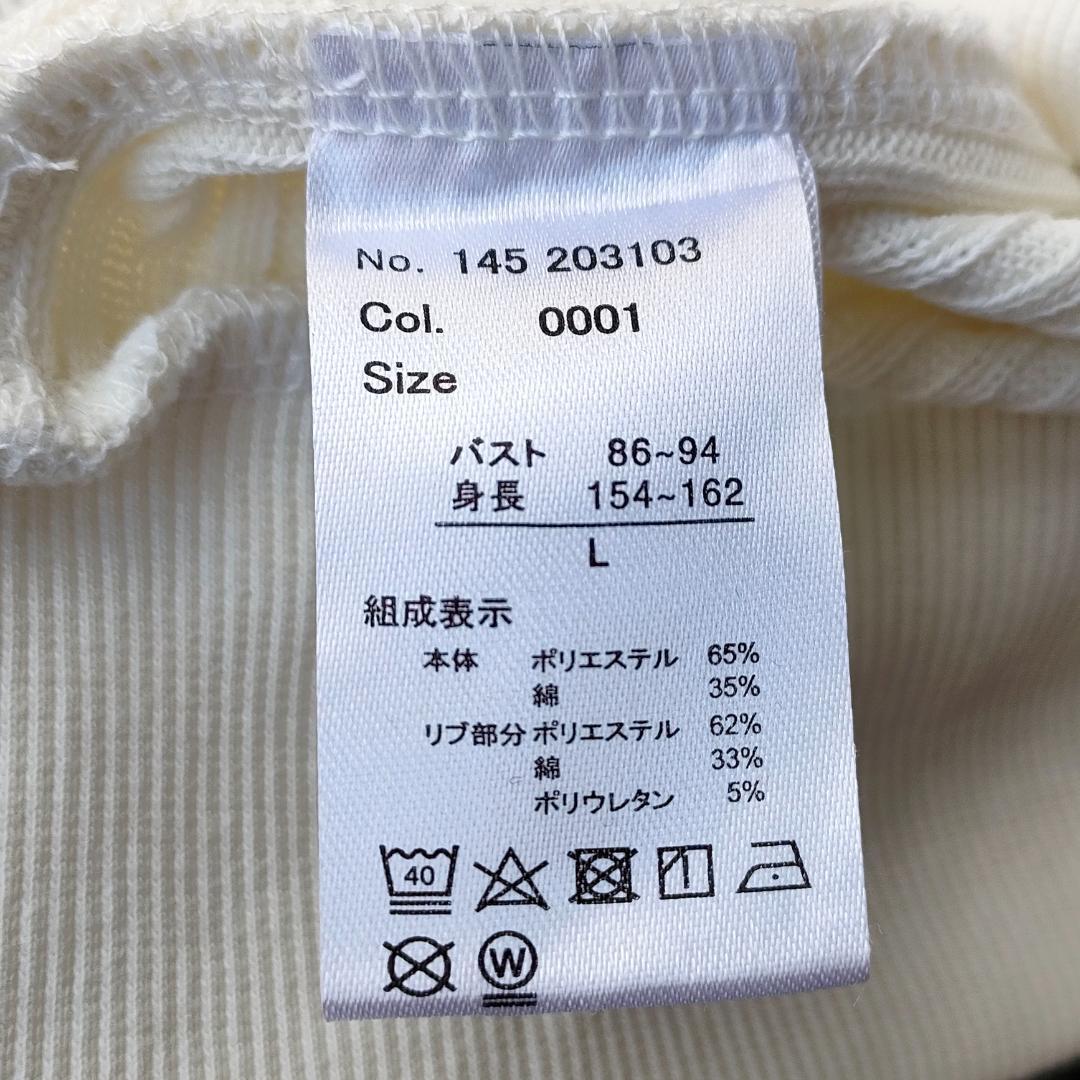 No. 145 203103
Col. 0001
Size
バスト 86~94
身長 154~162
L
組成表示
本体 ポリエステル 65%
綿 35%
リブ部分 ポリエステル 62%
綿 33%
ポリウレタン 5%
40
W